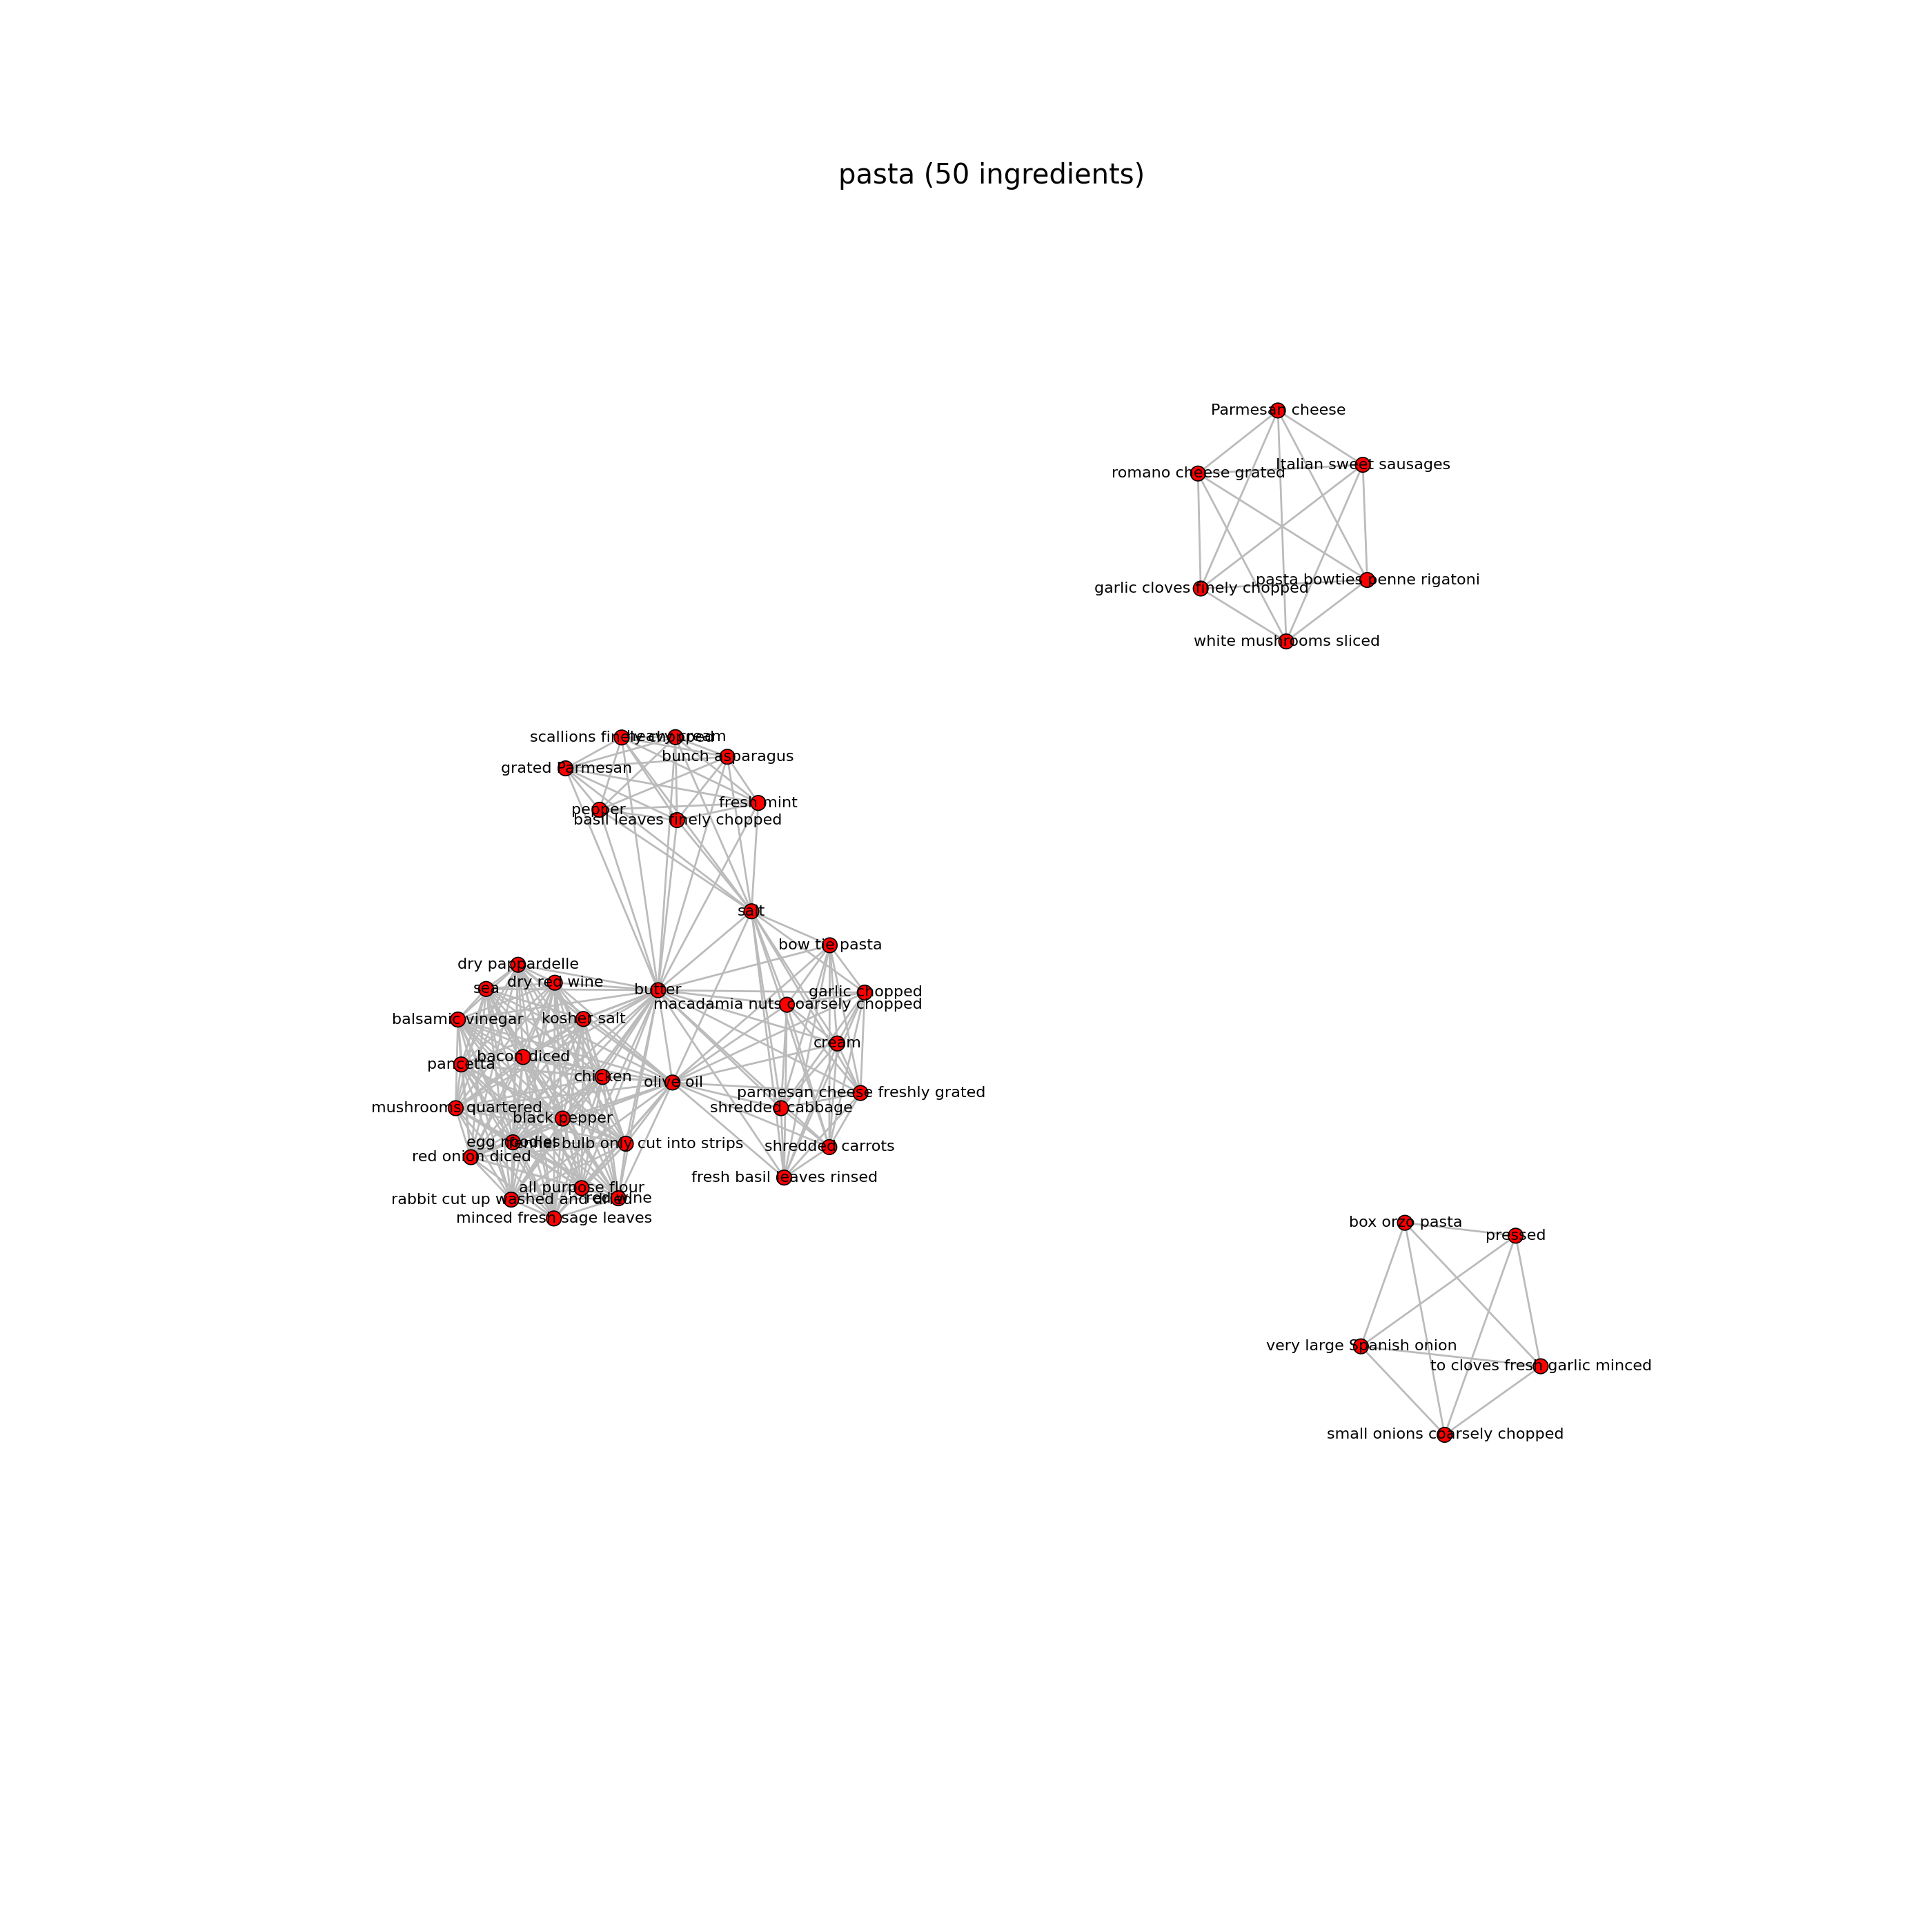 pasta (50 ingredients)
Parmesan cheese
Italian sweet sausages
romano cheese grated
pasta bowties penne rigatoni
garlic cloves finely chopped
white mushrooms sliced
scallions finely chopped
heavy cream
bunch asparagus
grated Parmesan
fresh mint
pepper
basil leaves finely chopped
salt
bow tie pasta
dry pappardelle
dry red wine
sea
butter
garlic chopped
macadamia nuts coarsely chopped
balsamic vinegar
kosher salt
cream
bacon diced
pancetta
chicken
olive oil
parmesan cheese freshly grated
mushrooms quartered
shredded cabbage
black pepper
egg noodles
fennel bulb only cut into strips
shredded carrots
red onion diced
fresh basil leaves rinsed
all purpose flour
rabbit cut up washed and dried
red wine
minced fresh sage leaves
box orzo pasta
pressed
very large Spanish onion
to cloves fresh garlic minced
small onions coarsely chopped